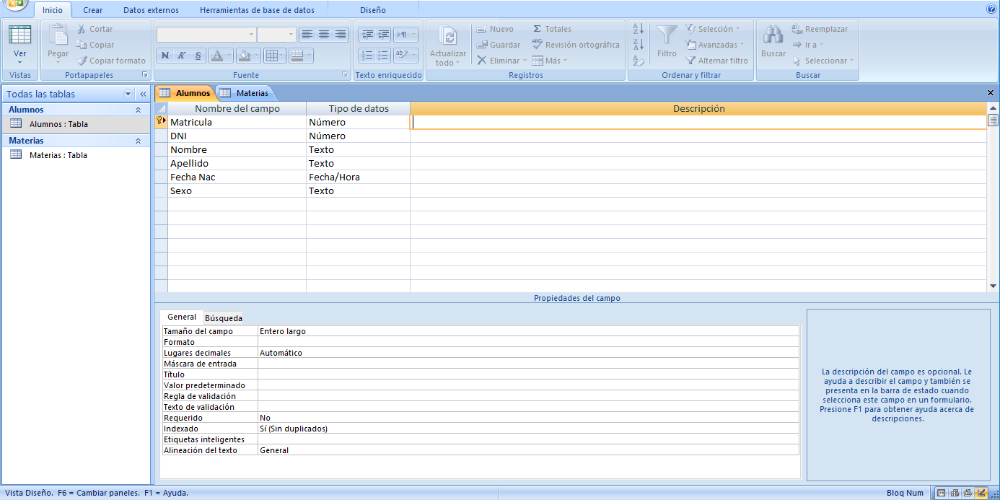 Inicio Crear Datos externos Herramientas de base de datos Diseño
Ver
Vistas
Pegar
Cortar
Copiar
Copiar formato
Portapapeles
N K S A
Fuente
Texto enriquecido
Actualizar
todo
Nuevo
Guardar
Eliminar
Σ Totales
Revisión ortográfica
Más
Registros
Filtro
Selección
Avanzadas
Alternar filtro
Ordenar y filtrar
Buscar
Reemplazar
Ir a
Seleccionar
Buscar
Todas las tablas
Alumnos
Alumnos : Tabla
Materias
Materias : Tabla
Alumnos Materias
Nombre del campo Tipo de datos Descripción
Matricula Número
DNI Número
Nombre Texto
Apellido Texto
Fecha Nac Fecha/Hora
Sexo Texto
Propiedades del campo
General Búsqueda
Tamaño del campo Entero largo
Formato
Lugares decimales Automático
Máscara de entrada
Título
Valor predeterminado
Regla de validación
Texto de validación
Requerido No
Indexado Sí (Sin duplicados)
Etiquetas inteligentes
Alineación del texto General
La descripción del campo es opcional. Le
ayuda a describir el campo y también se
presenta en la barra de estado cuando
selecciona este campo en un formulario.
Presione F1 para obtener ayuda acerca de
descripciones.
Vista Diseño. F6 = Cambiar paneles. F1 = Ayuda. Bloq Num